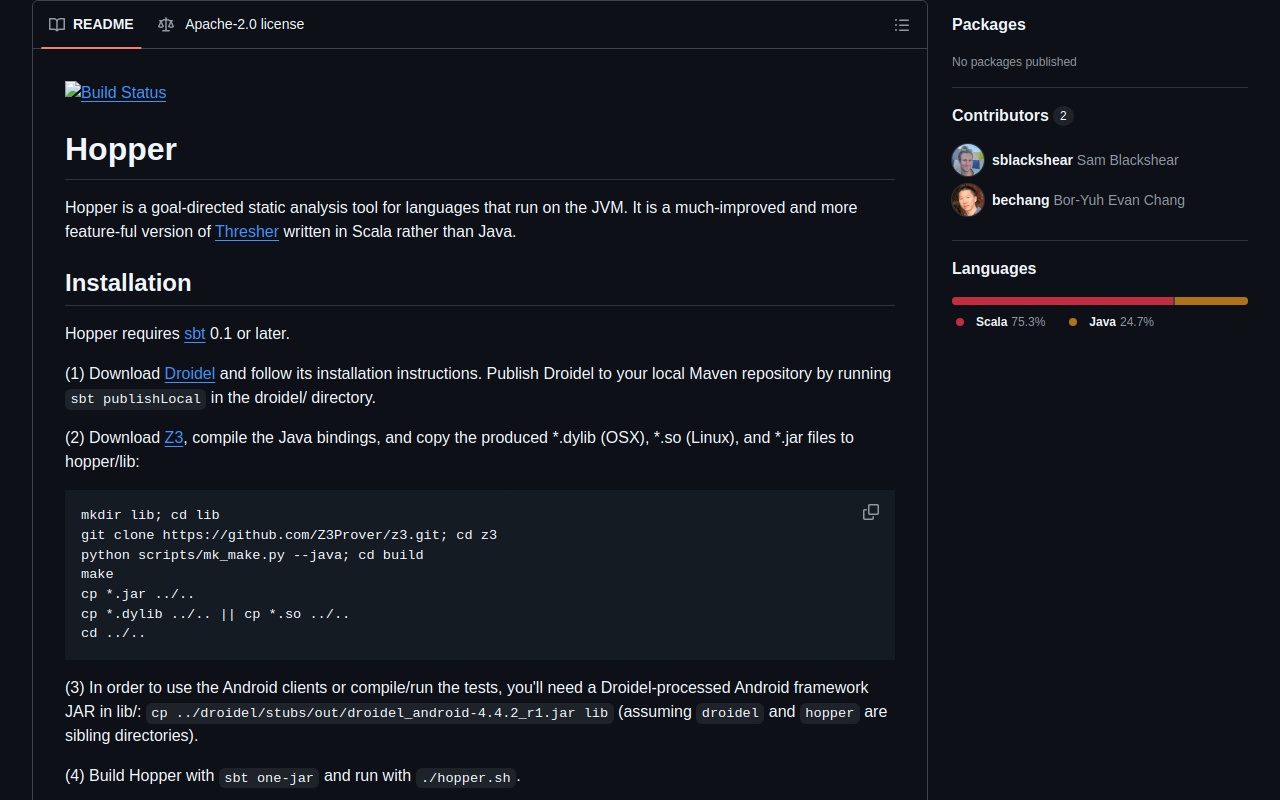 README
Apache-2.0 license
Build Status
Hopper
Hopper is a goal-directed static analysis tool for languages that run on the JVM. It is a much-improved and more
feature-ful version of Thresher written in Scala rather than Java.
Installation
Hopper requires sbt 0.1 or later.
(1) Download Droidel and follow its installation instructions. Publish Droidel to your local Maven repository by running
sbt publishLocal in the droidel/ directory.
(2) Download Z3, compile the Java bindings, and copy the produced *.dylib (OSX), *.so (Linux), and *.jar files to
hopper/lib:
mkdir lib; cd lib
git clone https://github.com/Z3Prover/z3.git; cd z3
python scripts/mk_make.py --java; cd build
make
cp *.jar ../..
cp *.dylib ../.. || cp *.so ../..
cd ../..
(3) In order to use the Android clients or compile/run the tests, you'll need a Droidel-processed Android framework
JAR in lib/: cp ../droidel/stubs/out/droidel_android-4.4.2_r1.jar lib (assuming droidel and hopper are
sibling directories).
(4) Build Hopper with sbt one-jar and run with ./hopper.sh.
Packages
No packages published
Contributors 2
sblackshear Sam Blackshear
bechang Bor-Yuh Evan Chang
Languages
Scala 75.3% Java 24.7%